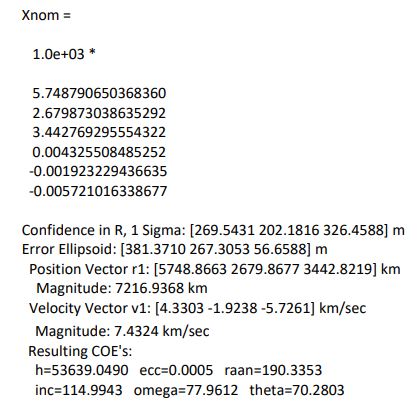 Xnom =
1.0e+03 *
5.748790650368360
2.679873038635292
3.442769295554322
0.004325508485252
-0.001923229436635
-0.005721016338677
Confidence in R, 1 Sigma: [269.5431 202.1816 326.4588] m
Error Ellipsoid: [381.3710 267.3053 56.6588] m
Position Vector r1: [5748.8663 2679.8677 3442.8219] km
Magnitude: 7216.9368 km
Velocity Vector v1: [4.3303 -1.9238 -5.7261] km/sec
Magnitude: 7.4324 km/sec
Resulting COE's:
h=53639.0490 ecc=0.0005 raan=190.3353
inc=114.9943 omega=77.9612 theta=70.2803